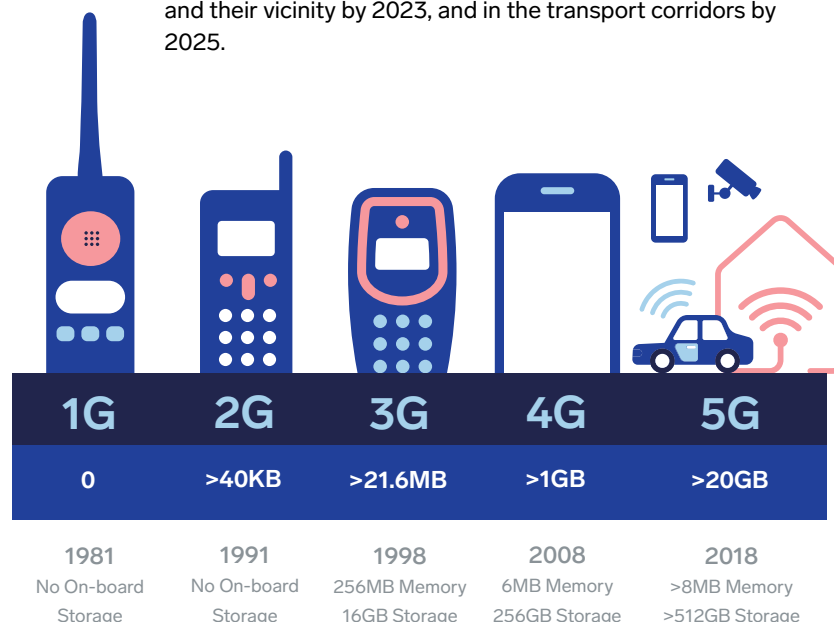 and their vicinity by 2023, and in the transport corridors by
2025.
1G 2G 3G 4G 5G
0 >40KB >21.6MB >1GB >20GB
1981 1991 1998 2008 2018
No On-board No On-board 256MB Memory 6MB Memory >8MB Memory
Storage Storage 16GB Storage 256GB Storage >512GB Storage